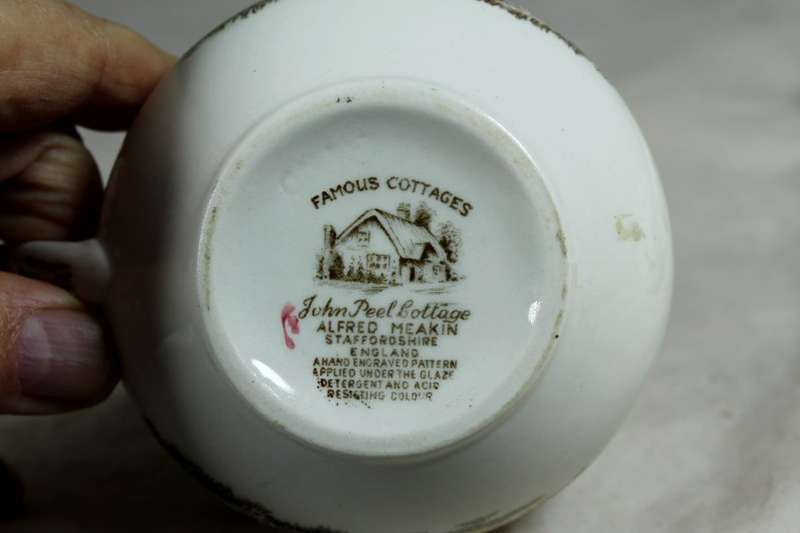 FAMOUS COTTAGES
John Peel Cottage
ALFRED MEAKIN
STAFFORDSHIRE
ENGLAND
A HAND ENGRAVED PATTERN
APPLIED UNDER THE GLAZE
DETERGENT AND ACID
RESISTING COLOUR